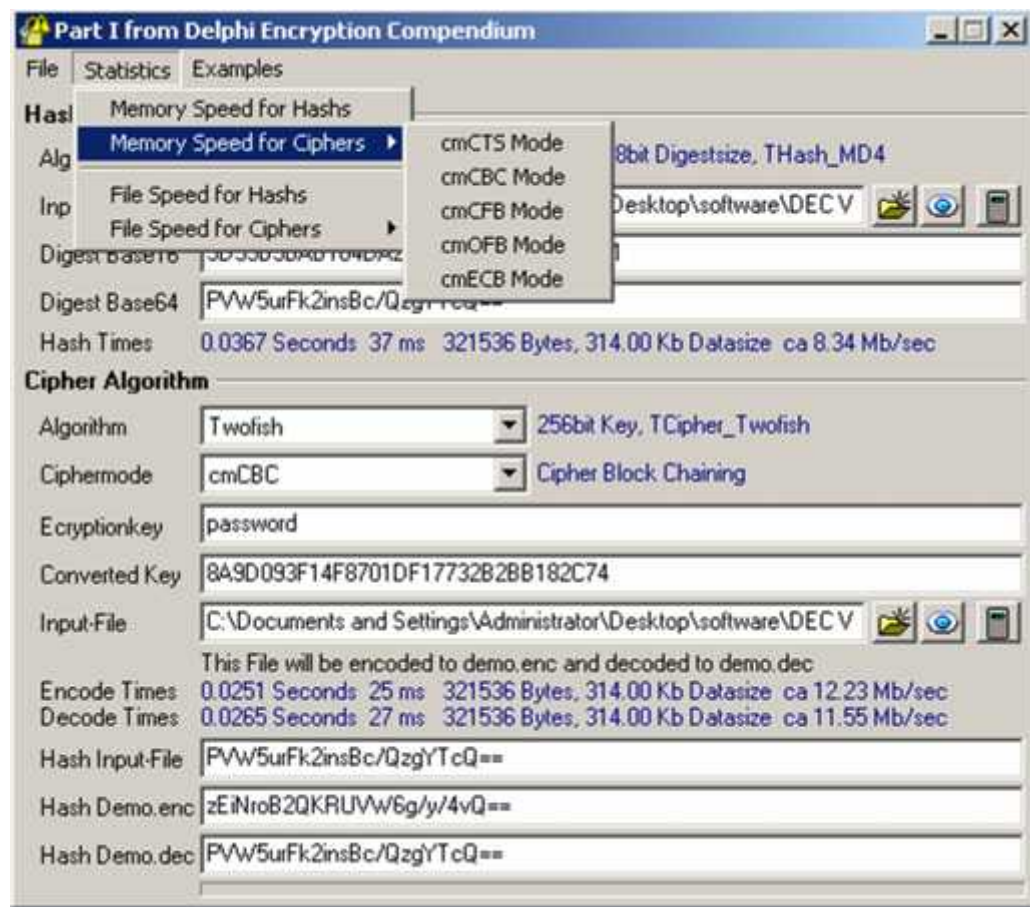 Part I from Delphi Encryption Compendium
File Statistics Examples
Memory Speed for Hashs
Memory Speed for Ciphers
File Speed for Hashs
File Speed for Ciphers
cmCTS Mode
cmCBC Mode
cmCFB Mode
cmOFB Mode
cmECB Mode
8bit Digestsize, THash_MD4
Desktop\software\DEC V
Digest Base16
Digest Base64
Hash Times 0.0367 Seconds 37 ms 321536 Bytes, 314.00 Kb Datasize ca 8.34 Mb/sec
Cipher Algorithm
Algorithm Twofish 256bit Key, TCipher_Twofish
Ciphermode cmCBC Cipher Block Chaining
Ecryptionkey password
Converted Key 8A9D093F14F8701DF17732B2BB182C74
Input-File C:\Documents and Settings\Administrator\Desktop\software\DEC V
This File will be encoded to demo.enc and decoded to demo.dec
Encode Times 0.0251 Seconds 25 ms 321536 Bytes, 314.00 Kb Datasize ca 12.23 Mb/sec
Decode Times 0.0265 Seconds 27 ms 321536 Bytes, 314.00 Kb Datasize ca 11.55 Mb/sec
Hash Input-File PVW5urFk2insBc/QzgYTcQ==
Hash Demo.enc zEiNroB2QKRUVW6g/y/4vQ==
Hash Demo.dec PVW5urFk2insBc/QzgYTcQ==